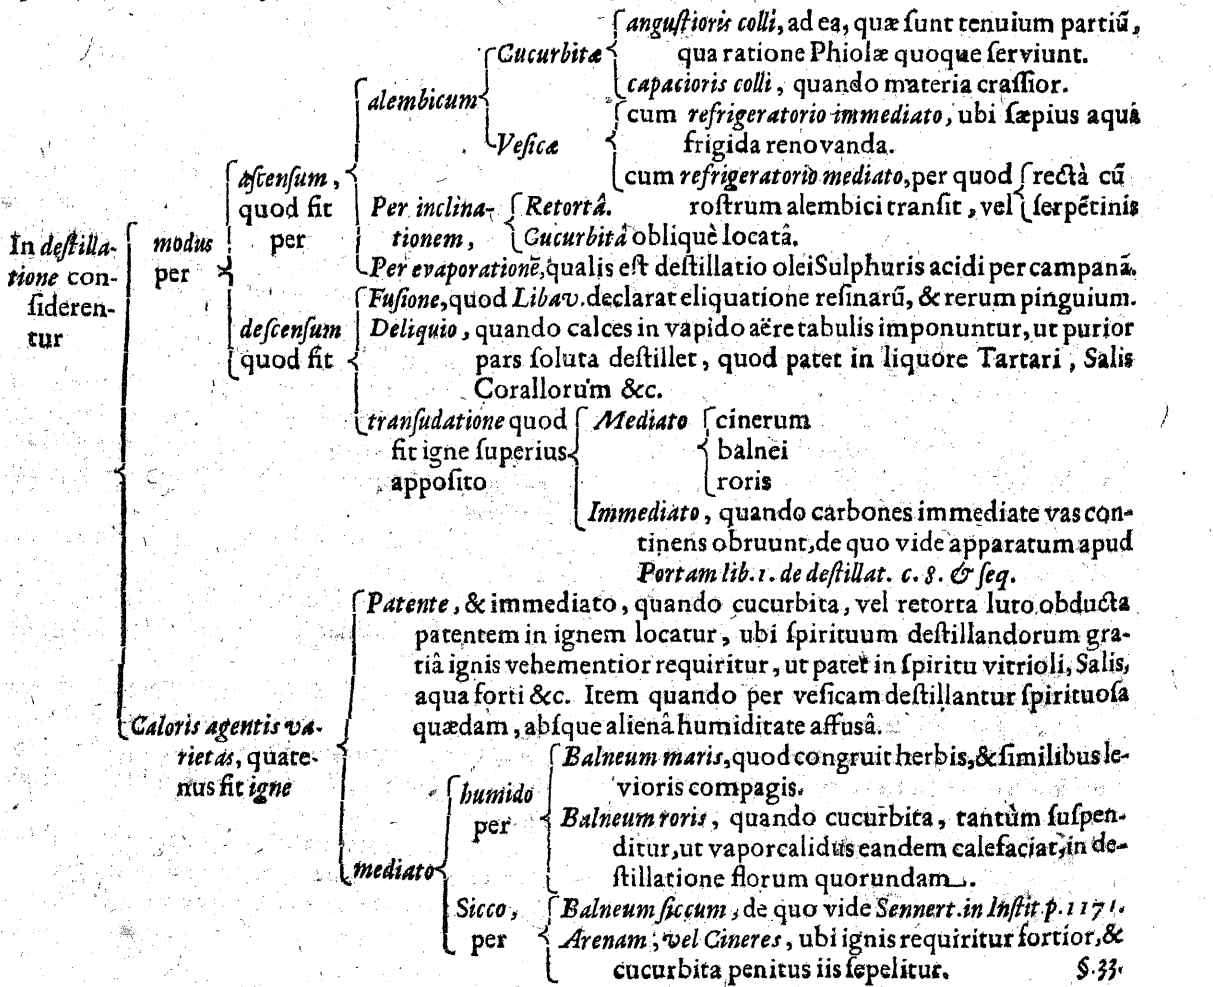 In deſtilla-
tione con-
ſideren-
tur
modus
per
aſcenſum,
quod fit
per
alembicum
Cucurbitæ
anguſtioris colli, ad ea, quæ ſunt tenuium partiũ,
qua ratione Phiolæ quoque ſerviunt.
capacioris colli, quando materia craſſior.
Veſicæ
cum refrigeratorio immediato, ubi ſæpius aquá
frigida renovanda.
cum refrigeratorio mediato, per quod
roſtrum alembici tranſit, vel
rectà cũ
ſerpẽtinis
Per inclina-
tionem,
Retortâ.
Cucurbitâ obliquè locatâ.
Per evaporationẽ, qualis eſt deſtillatio olei Sulphuris acidi per campanã.
deſcenſum
quod fit
Fuſione, quod Libav. declarat eliquatione reſinarũ, & rerum pinguium.
Deliquio, quando calces in vapido aëre tabulis imponuntur, ut purior
pars ſoluta deſtillet, quod patet in liquore Tartari, Salis
Corallorum &c.
tranſudatione quod
fit igne ſuperius
appoſito
Mediato
cinerum
balnei
roris
Immediato, quando carbones immediate vas con-
tinens obruunt, de quo vide apparatum apud
Portam lib. 1. de deſtillat. c. 8. & ſeq.
Caloris agentis va-
rietas, quate-
nus fit igne
Patente, & immediato, quando cucurbita, vel retorta luto obducta
patentem in ignem locatur, ubi ſpirituum deſtillandorum gra-
tiâ ignis vehementior requiritur, ut patet in ſpiritu vitrioli, Salis,
aqua forti &c. Item quando per veſicam deſtillantur ſpirituoſa
quædam, abſque alienâ humiditate affusâ.
mediato
humido
per
Balneum maris, quod congruit herbis, & ſimilibus le-
vioris compagis.
Balneum roris, quando cucurbita, tantùm ſuſpen-
ditur, ut vapor calidus eandem calefaciat, in de-
ſtillatione florum quorundam.
Sicco,
per
Balneum ſiccum, de quo vide Sennert. in Inſtit p. 1171.
Arenam, vel Cineres, ubi ignis requiritur fortior, &
cucurbita penitus iis ſepelitur.
§. 33.